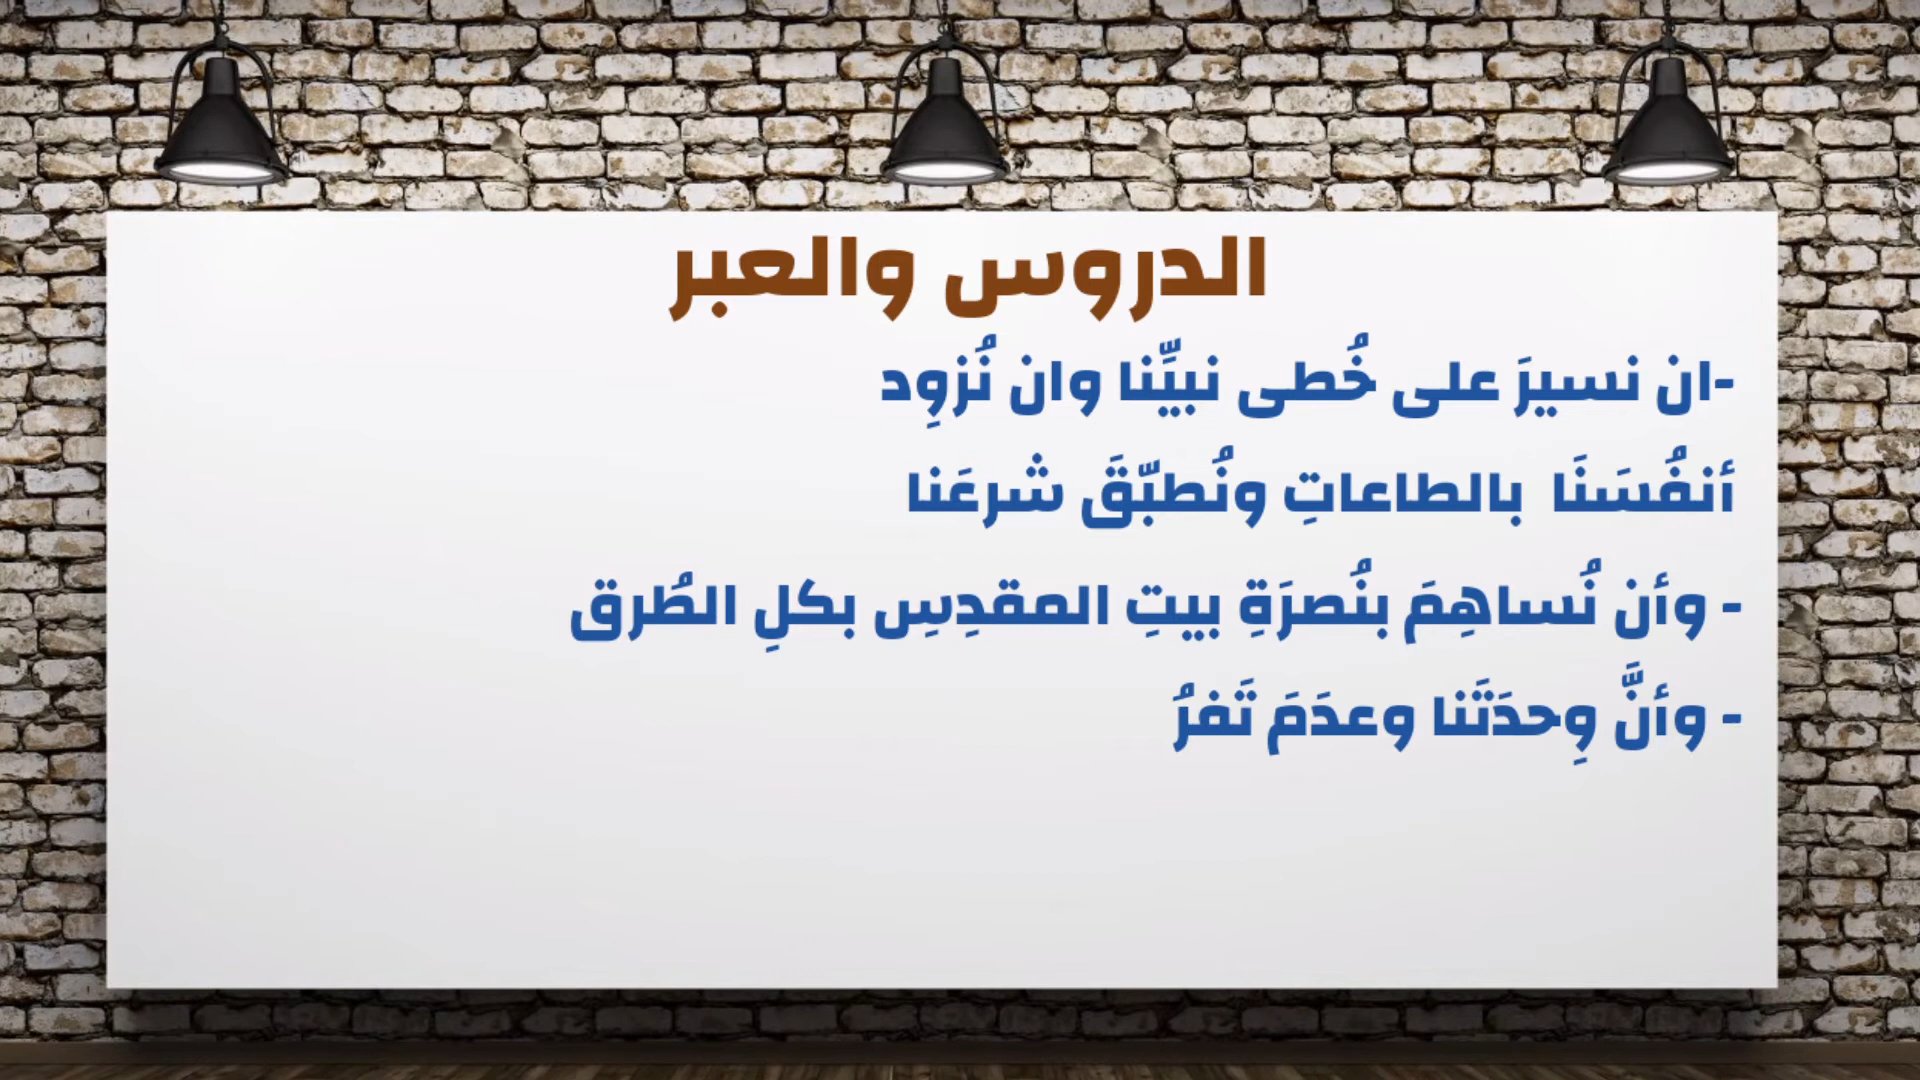 الدروس والعبر
-ان نسيرَ على خُطى نبيِّنا وان نُزوِد
أنفُسَنَا بالطاعاتِ ونُطبّقَ شرعَنا
- وأن نُساهِمَ بنُصرَةِ بيتِ المقدِسِ بكلِ الطُرق
- وأنَّ وِحدَتَنا وعدَمَ تَفرُ